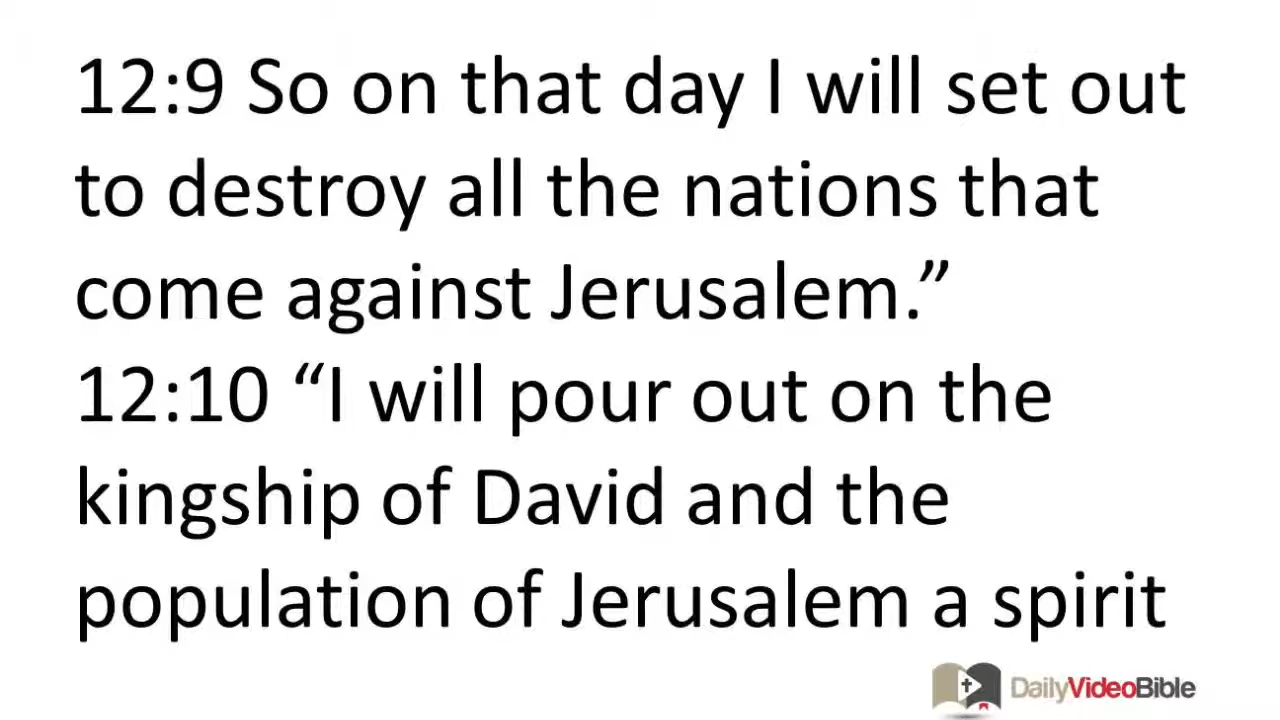 12:9 So on that day I will set out
to destroy all the nations that
come against Jerusalem.”
12:10 “I will pour out on the
kingship of David and the
population of Jerusalem a spirit
DailyVideoBible